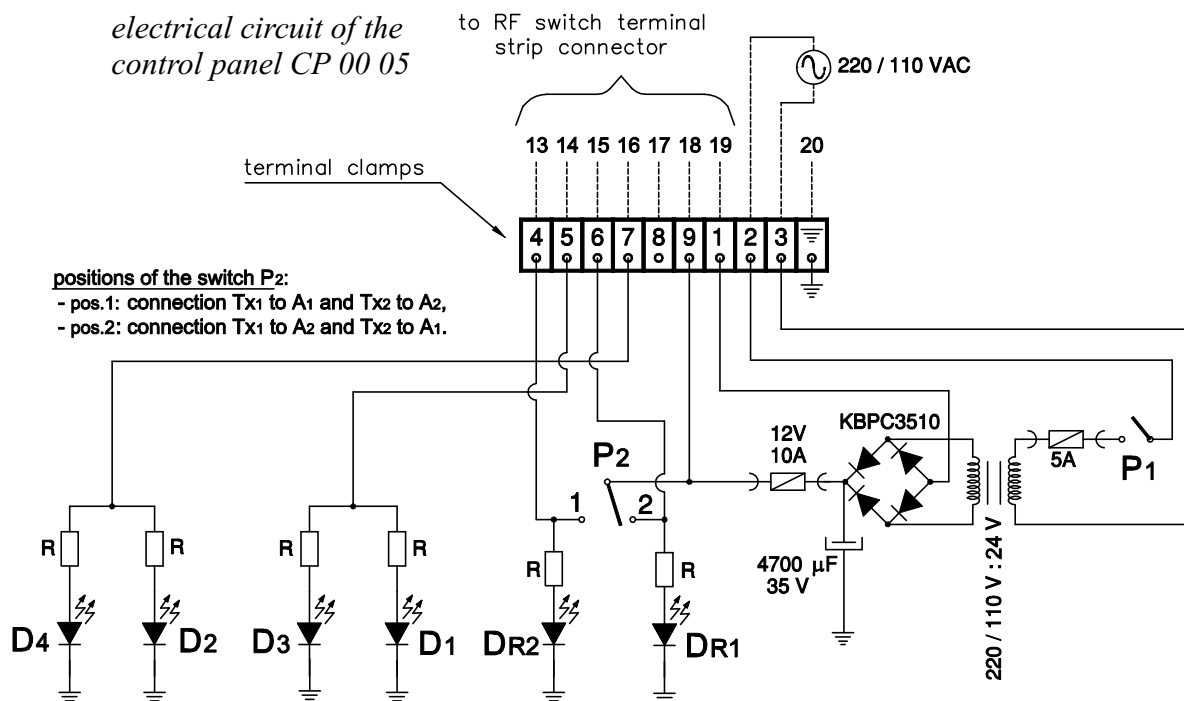 electrical circuit of the
control panel CP 00 05
to RF switch terminal
strip connector
220 / 110 VAC
13 14 15 16 17 18 19 20
terminal clamps
4 5 6 7 8 9 1 2 3
positions of the switch P2:
- pos.1: connection Tx1 to A1 and Tx2 to A2,
- pos.2: connection Tx1 to A2 and Tx2 to A1.
12V
10A
KBPC3510
5A
P1
P2
1 2
R R R R R R
4700 µF
35 V
220 / 110 V : 24 V
D4 D2 D3 D1 DR2 DR1